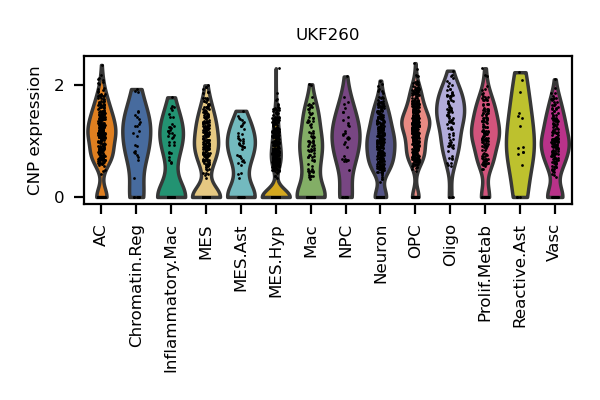 UKF260
CNP expression
2
0
AC
Chromatin.Reg
Inflammatory.Mac
MES
MES.Ast
MES.Hyp
Mac
NPC
Neuron
OPC
Oligo
Prolif.Metab
Reactive.Ast
Vasc